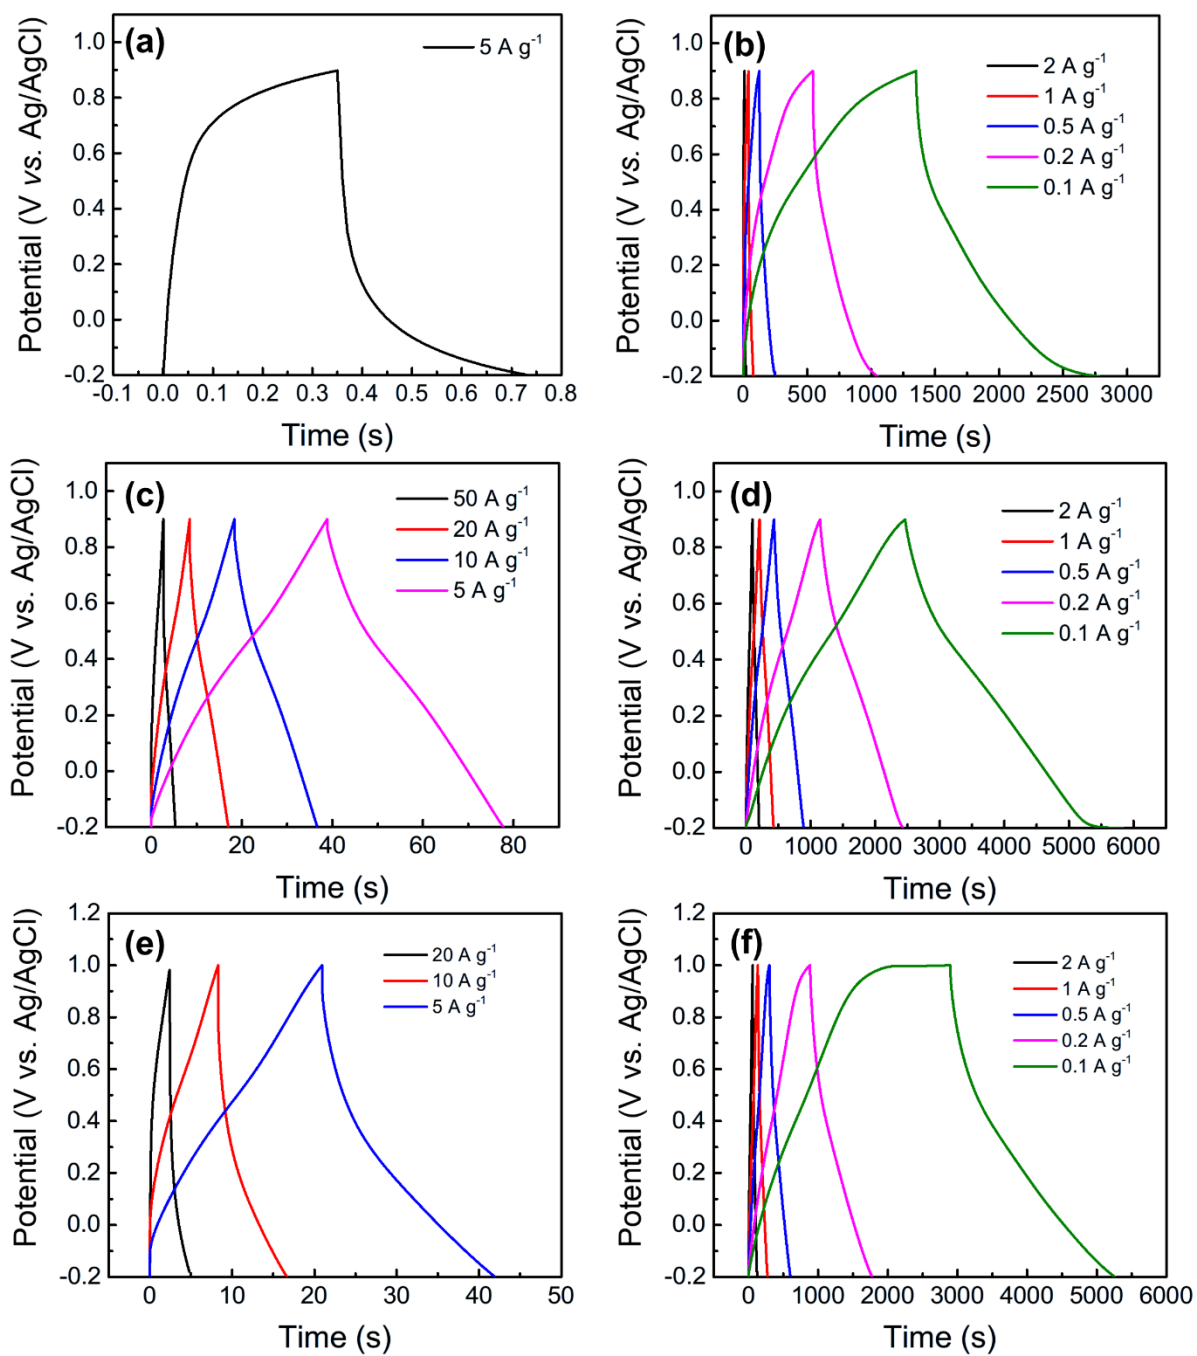 (a)
5 A g⁻¹
1.0
0.8
0.6
0.4
0.2
0.0
-0.2
Potential (V vs. Ag/AgCl)
-0.1 0.0 0.1 0.2 0.3 0.4 0.5 0.6 0.7 0.8
Time (s)
(b)
2 A g⁻¹
1 A g⁻¹
0.5 A g⁻¹
0.2 A g⁻¹
0.1 A g⁻¹
1.0
0.8
0.6
0.4
0.2
0.0
-0.2
Potential (V vs. Ag/AgCl)
0 500 1000 1500 2000 2500 3000
Time (s)
(c)
50 A g⁻¹
20 A g⁻¹
10 A g⁻¹
5 A g⁻¹
1.0
0.8
0.6
0.4
0.2
0.0
-0.2
Potential (V vs. Ag/AgCl)
0 20 40 60 80
Time (s)
(d)
2 A g⁻¹
1 A g⁻¹
0.5 A g⁻¹
0.2 A g⁻¹
0.1 A g⁻¹
1.0
0.8
0.6
0.4
0.2
0.0
-0.2
Potential (V vs. Ag/AgCl)
0 1000 2000 3000 4000 5000 6000
Time (s)
(e)
20 A g⁻¹
10 A g⁻¹
5 A g⁻¹
1.2
1.0
0.8
0.6
0.4
0.2
0.0
-0.2
Potential (V vs. Ag/AgCl)
0 10 20 30 40 50
Time (s)
(f)
2 A g⁻¹
1 A g⁻¹
0.5 A g⁻¹
0.2 A g⁻¹
0.1 A g⁻¹
1.2
1.0
0.8
0.6
0.4
0.2
0.0
-0.2
Potential (V vs. Ag/AgCl)
0 1000 2000 3000 4000 5000 6000
Time (s)